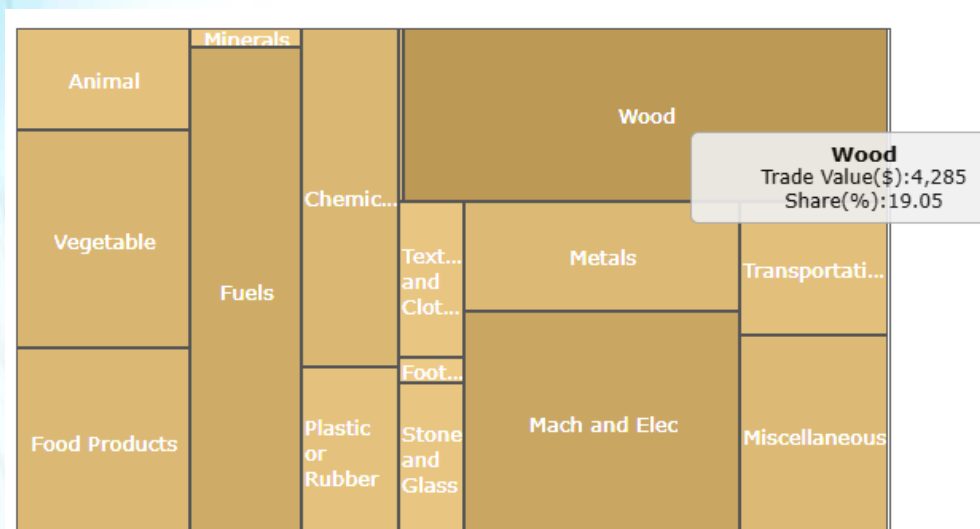 Animal
Vegetable
Food Products
Minerals
Fuels
Chemic...
Plastic
or
Rubber
Wood
Wood
Trade Value($):4,285
Share(%):19.05
Text...
and
Clot...
Foot...
Stone
and
Glass
Metals
Mach and Elec
Transportati...
Miscellaneous